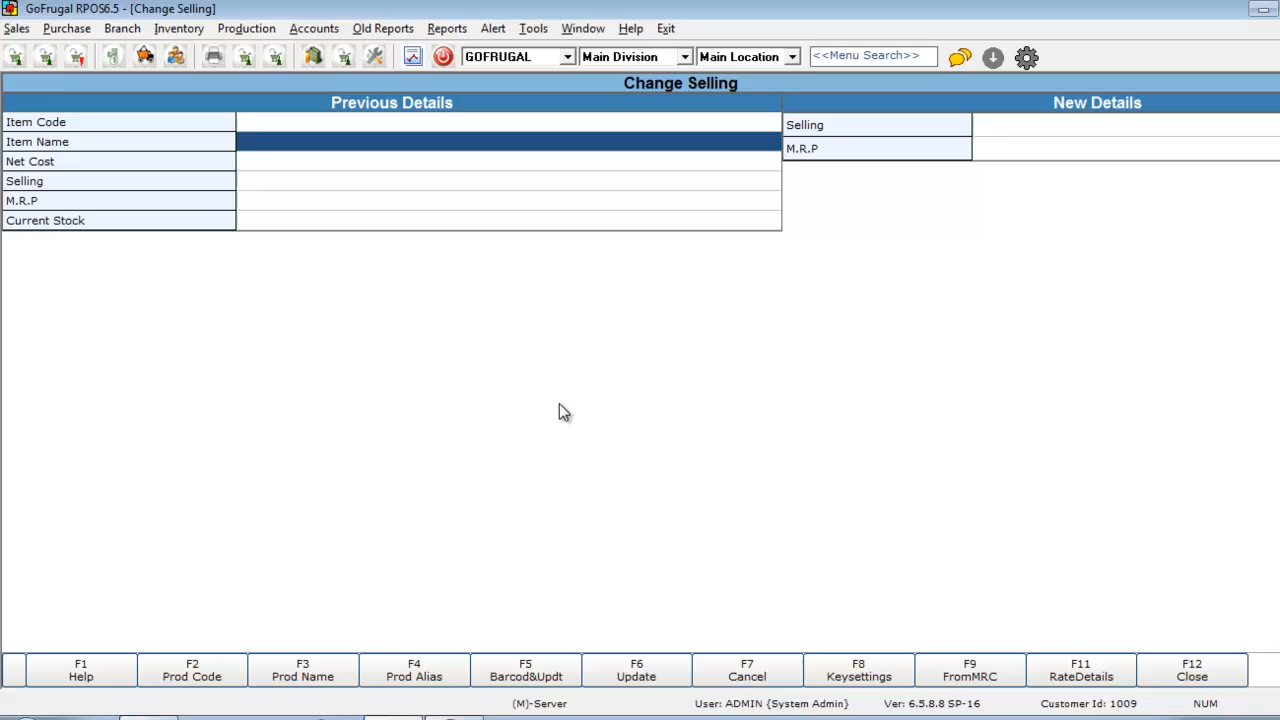 GoFrugal RPOS6.5 - [Change Selling]
Sales Purchase Branch Inventory Production Accounts Old Reports Reports Alert Tools Window Help Exit
GOFRUGAL Main Division Main Location <<Menu Search>>
Change Selling
Previous Details New Details
Item Code
Item Name
Net Cost
Selling
M.R.P
Current Stock
Selling
M.R.P
F1 F2 F3 F4 F5 F6 F7 F8 F9 F11 F12
Help Prod Code Prod Name Prod Alias Barcod&Updt Update Cancel Keysettings FromMRC RateDetails Close
(M)-Server User: ADMIN {System Admin} Ver: 6.5.8.8 SP-16 Customer Id: 1009 NUM